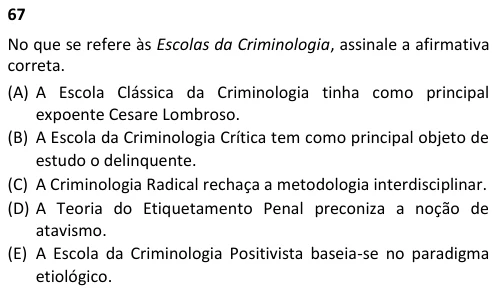 67
No que se refere às Escolas da Criminologia, assinale a afirmativa
correta.
(A) A Escola Clássica da Criminologia tinha como principal
expoente Cesare Lombroso.
(B) A Escola da Criminologia Crítica tem como principal objeto de
estudo o delinquente.
(C) A Criminologia Radical rechaça a metodologia interdisciplinar.
(D) A Teoria do Etiquetamento Penal preconiza a noção de
atavismo.
(E) A Escola da Criminologia Positivista baseia-se no paradigma
etiológico.